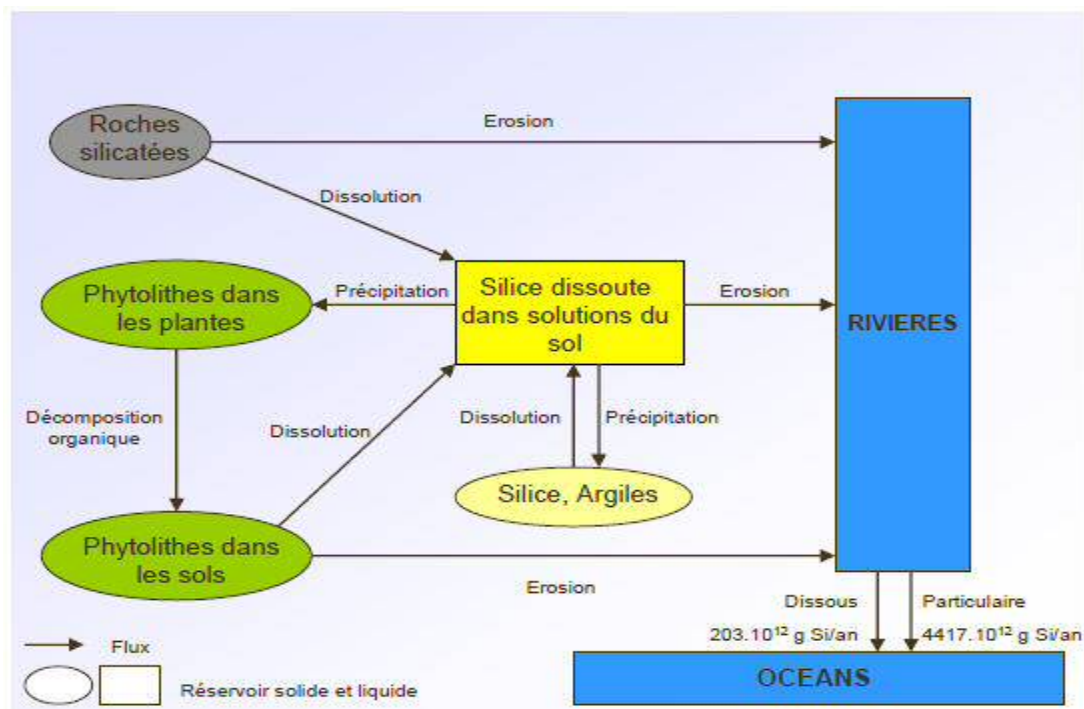 Roches
silicatées
Erosion
Dissolution
Phytolithes dans
les plantes
Précipitation
Silice dissoute
dans solutions du
sol
Erosion
RIVIERES
Décomposition
organique
Dissolution
Dissolution
Précipitation
Silice, Argiles
Phytolithes dans
les sols
Erosion
Dissous
203.10¹² g Si/an
Particulaire
4417.10¹² g Si/an
Flux
Réservoir solide et liquide
OCEANS